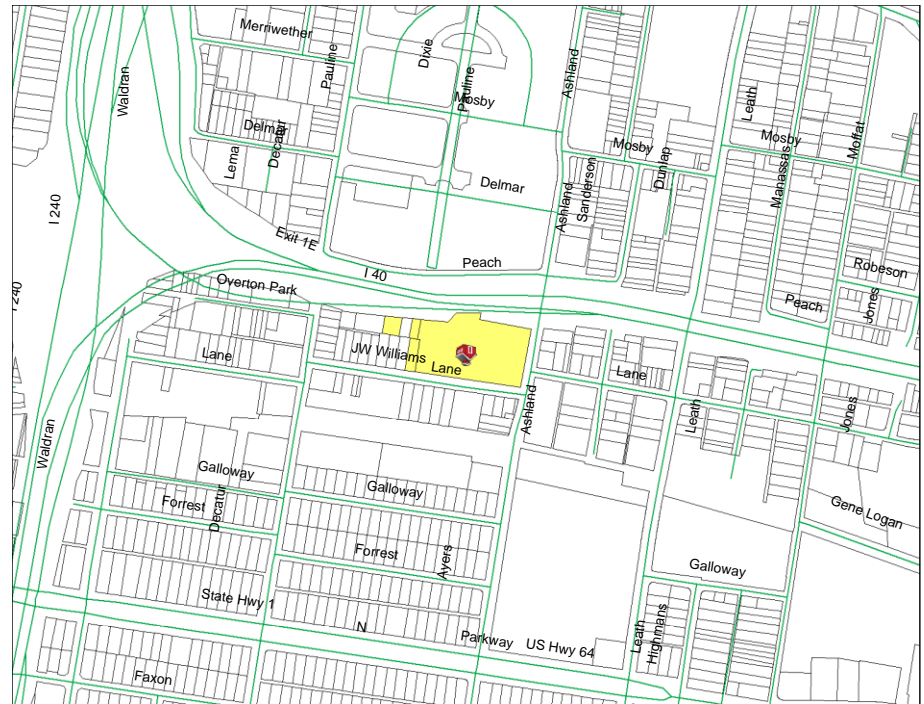 Merriwether
Pauline
Dixie
Pauline
Mosby
Ashland
Waldran
Leath
Delmar
Decatur
Lema
Mosby
Dunlap
Mosby
Manassas
Moffat
Delmar
Ashland
Sanderson
I 240
Exit 1E
Peach
I 40
Robeson
Overton Park
240
Peach
Jones
Lane
JW Williams
Lane
Lane
Ashland
Leath
Jones
Waldran
Galloway
Galloway
Forrest
Decatur
Gene Logan
Forrest
Ayers
Galloway
State Hwy 1
N
Parkway
US Hwy 64
Leath
Highmans
Faxon